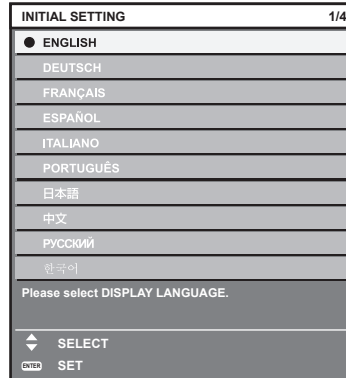 INITIAL SETTING 1/4
ENGLISH
DEUTSCH
FRANÇAIS
ESPAÑOL
ITALIANO
PORTUGUÊS
日本語
中文
РУССКИЙ
한국어
Please select DISPLAY LANGUAGE.
SELECT
ENTER SET